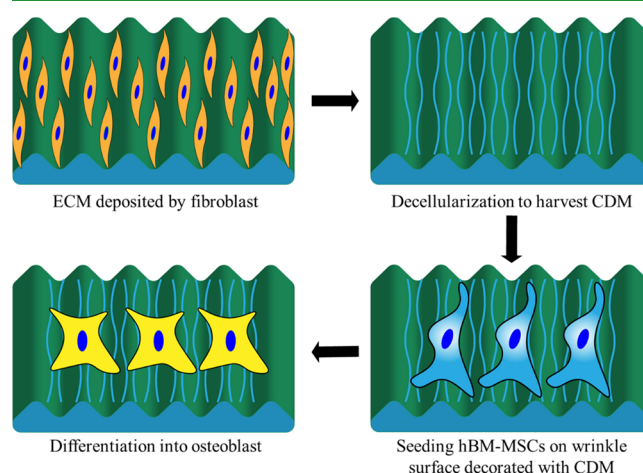 ECM deposited by fibroblast
Decellularization to harvest CDM
Differentiation into osteoblast
Seeding hBM-MSCs on wrinkle
surface decorated with CDM